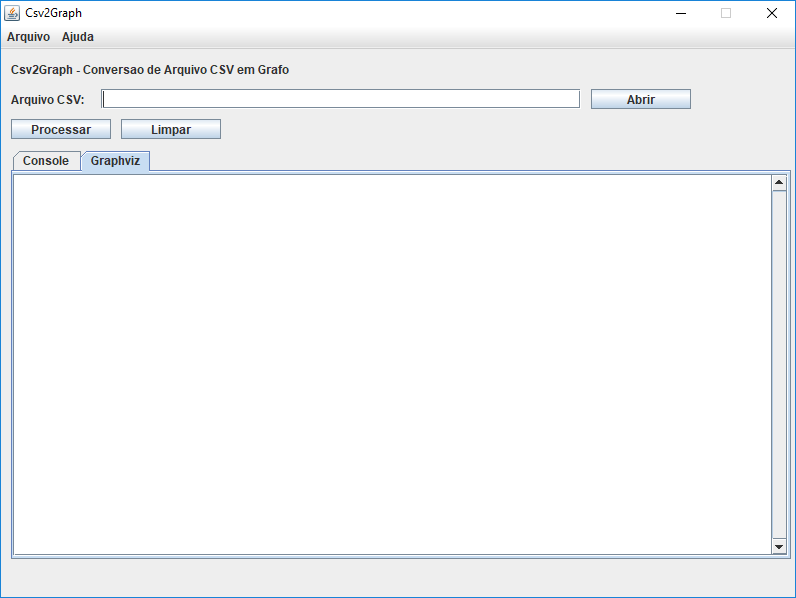 Csv2Graph
Arquivo Ajuda
Csv2Graph - Conversao de Arquivo CSV em Grafo
Arquivo CSV: Abrir
Processar Limpar
Console Graphviz